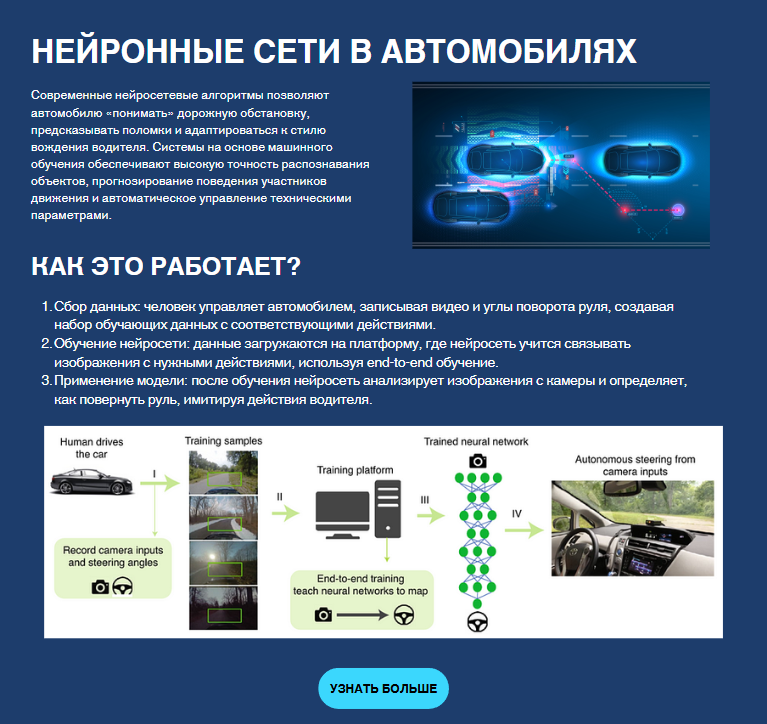 НЕЙРОННЫЕ СЕТИ В АВТОМОБИЛЯХ
Современные нейросетевые алгоритмы позволяют
автомобилю «понимать» дорожную обстановку,
предсказывать поломки и адаптироваться к стилю
вождения водителя. Системы на основе машинного
обучения обеспечивают высокую точность распознавания
объектов, прогнозирование поведения участников
движения и автоматическое управление техническими
параметрами.
КАК ЭТО РАБОТАЕТ?
1. Сбор данных: человек управляет автомобилем, записывая видео и углы поворота руля, создавая
набор обучающих данных с соответствующими действиями.
2. Обучение нейросети: данные загружаются на платформу, где нейросеть учится связывать
изображения с нужными действиями, используя end-to-end обучение.
3. Применение модели: после обучения нейросеть анализирует изображения с камеры и определяет,
как повернуть руль, имитируя действия водителя.
Human drives
the car
I
Record camera inputs
and steering angles
Training samples
II
Training platform
End-to-end training
teach neural networks to map
III
Trained neural network
IV
Autonomous steering from
camera inputs
УЗНАТЬ БОЛЬШЕ